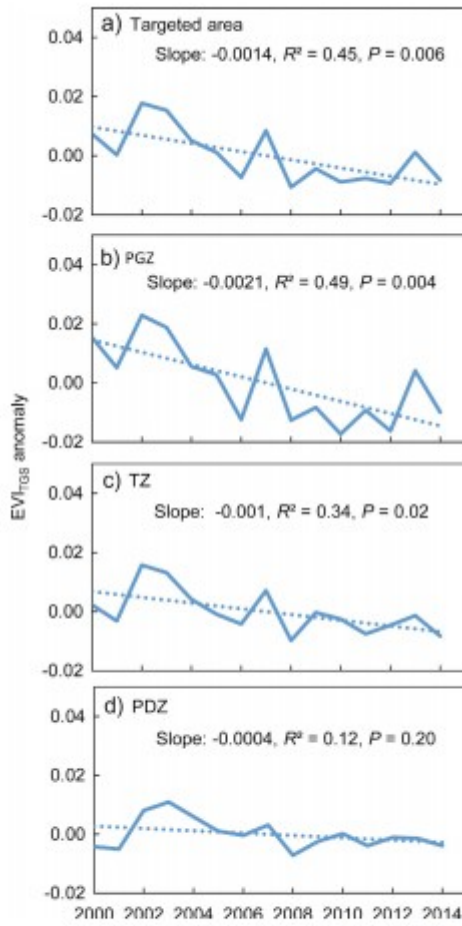 a) Targeted area
Slope: -0.0014, R² = 0.45, P = 0.006
0.04
0.02
0.00
-0.02
b) PGZ
Slope: -0.0021, R² = 0.49, P = 0.004
0.04
0.02
0.00
-0.02
EVITGS anomaly
c) TZ
Slope: -0.001, R² = 0.34, P = 0.02
0.04
0.02
0.00
-0.02
d) PDZ
Slope: -0.0004, R² = 0.12, P = 0.20
0.04
0.02
0.00
-0.02
2000 2002 2004 2006 2008 2010 2012 2014